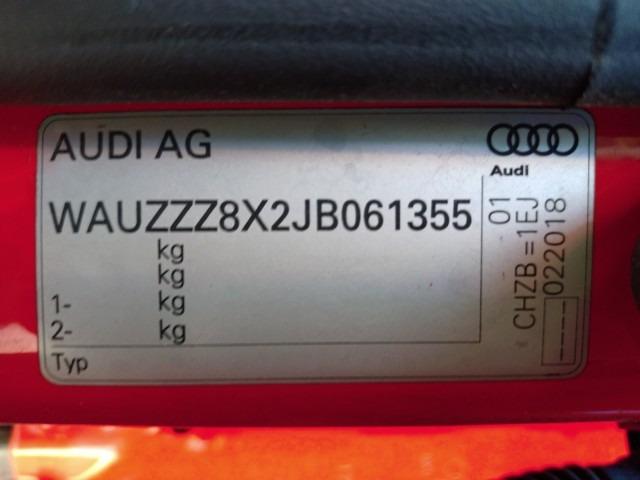 AUDI AG
Audi
WAUZZZ8X2JB061355
kg
kg
1- kg
2- kg
Typ
01
CHZB = 1EJ
022018
-----